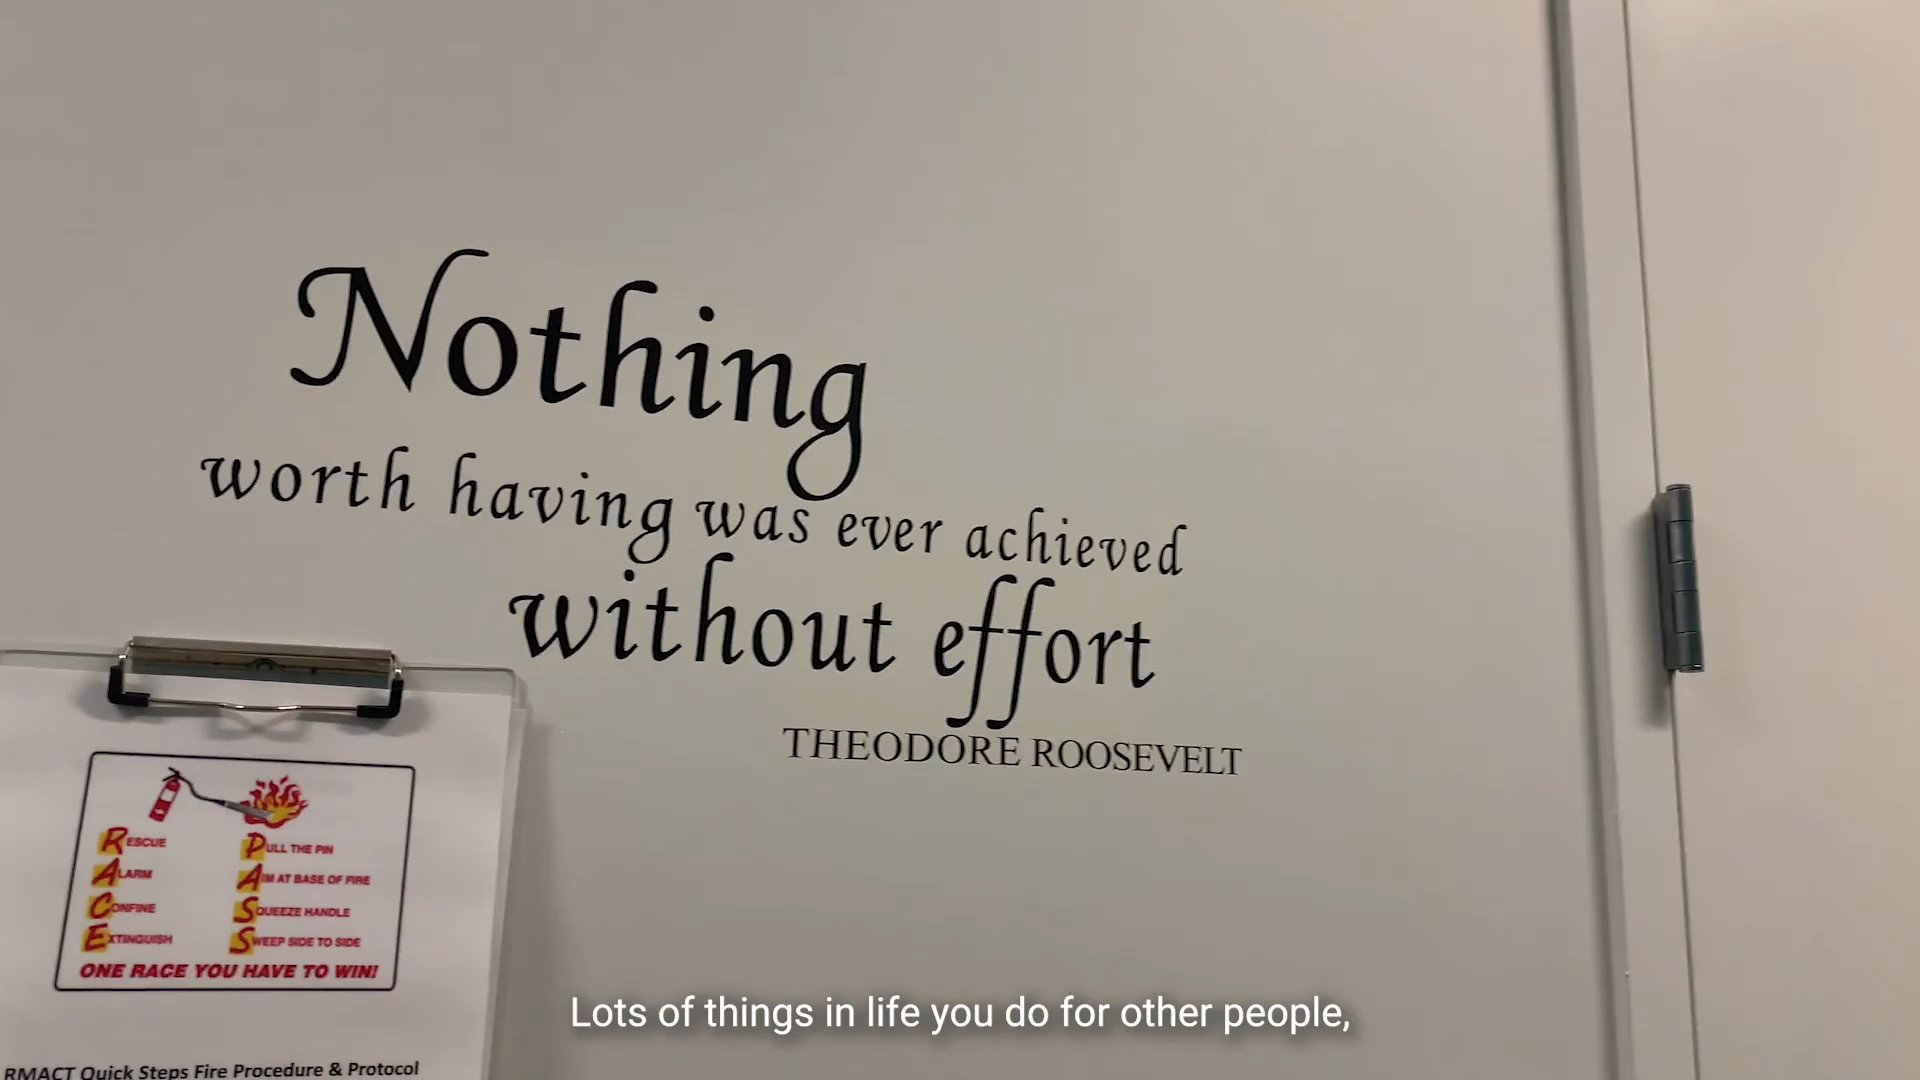 Nothing
worth having was ever achieved
without effort
THEODORE ROOSEVELT
RESCUE
ALARM
CONFINE
EXTINGUISH
PULL THE PIN
AIM AT BASE OF FIRE
SQUEEZE HANDLE
SWEEP SIDE TO SIDE
ONE RACE YOU HAVE TO WIN!
RMACT Quick Steps Fire Procedure & Protocol
Lots of things in life you do for other people,